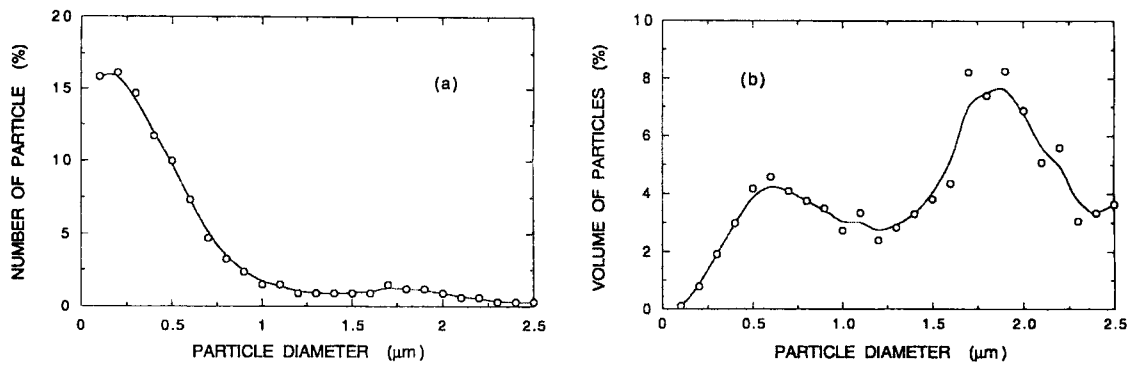 NUMBER OF PARTICLE (%)
20
15
10
5
0
(a)
0 0.5 1 1.5 2 2.5
PARTICLE DIAMETER (μm)
VOLUME OF PARTICLES (%)
10
8
6
4
2
0
(b)
0 0.5 1.0 1.5 2.0 2.5
PARTICLE DIAMETER (μm)